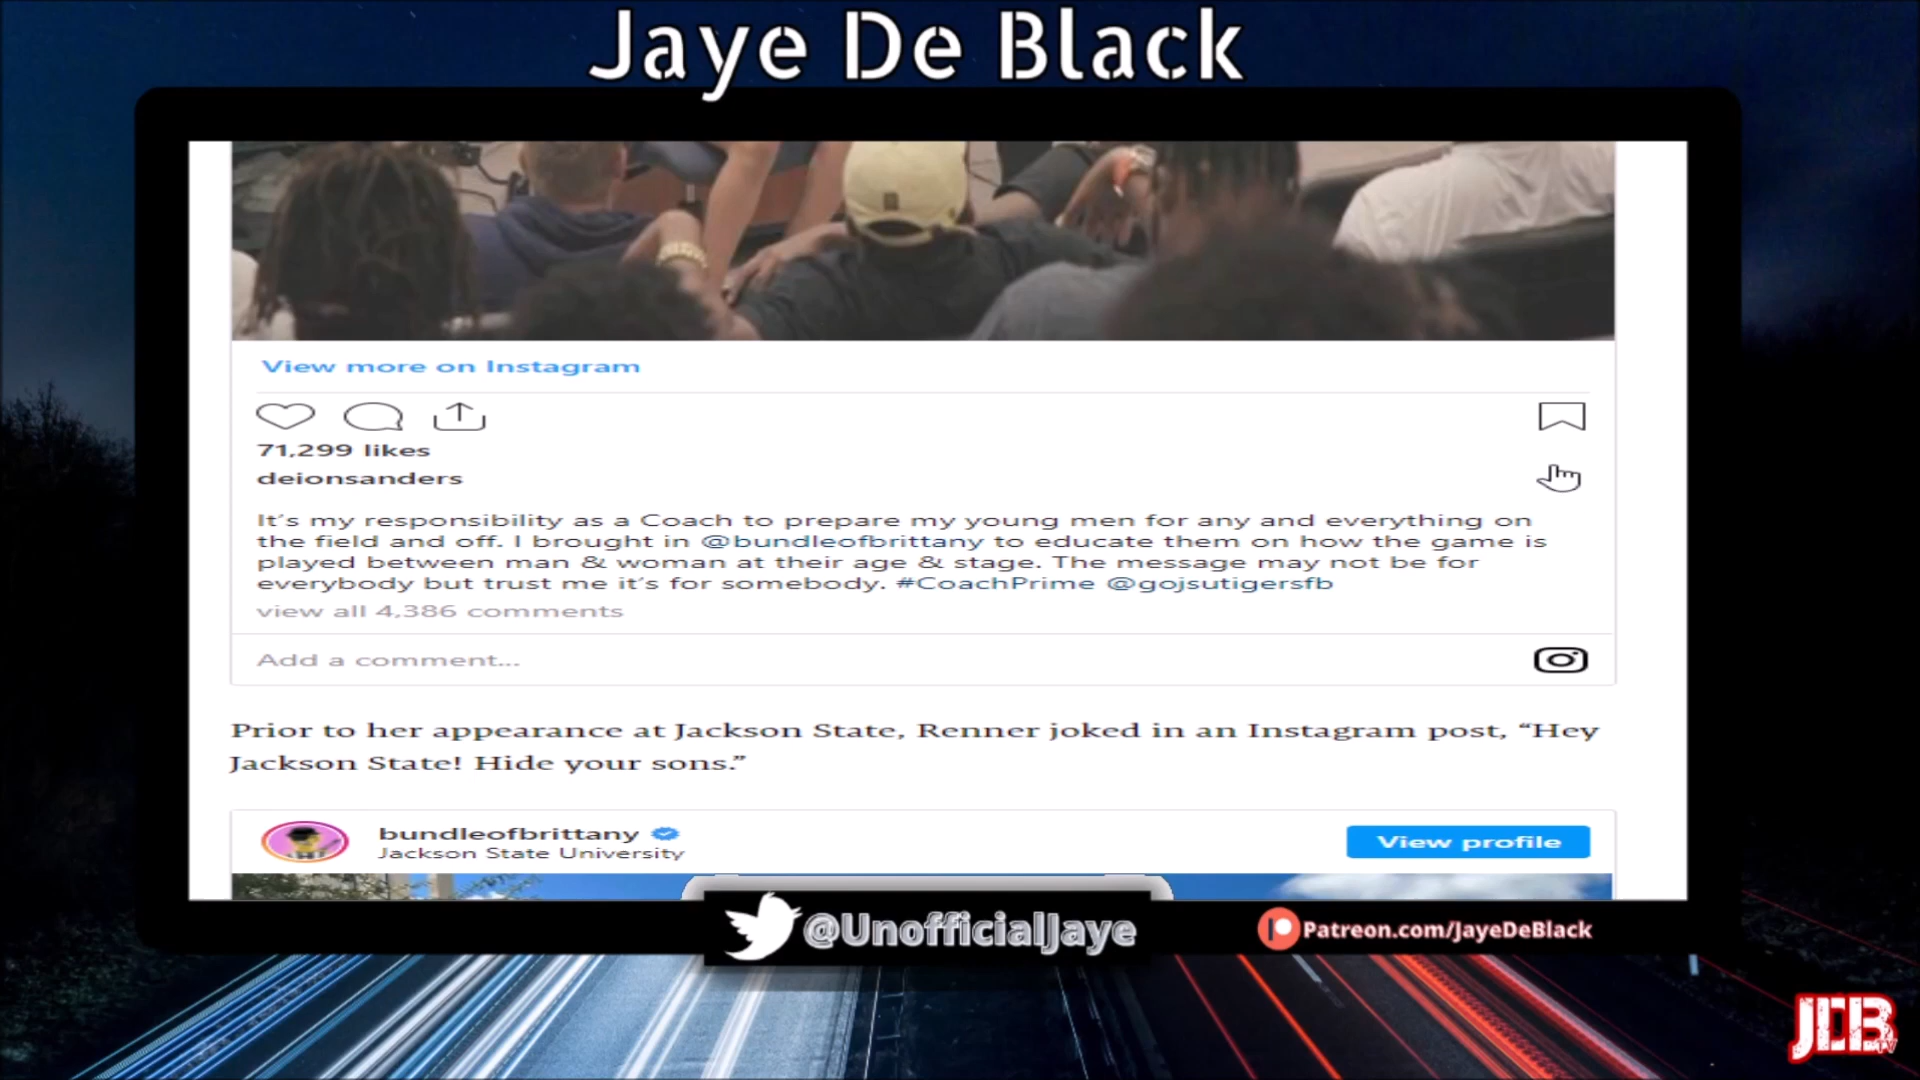 Jaye De Black
View more on Instagram
71,299 likes
deionsanders
It's my responsibility as a Coach to prepare my young men for any and everything on
the field and off. I brought in @bundleofbrittany to educate them on how the game is
played between man & woman at their age & stage. The message may not be for
everybody but trust me it's for somebody. #CoachPrime @gojsutigersfb
view all 4,386 comments
Add a comment...
Prior to her appearance at Jackson State, Renner joked in an Instagram post, “Hey
Jackson State! Hide your sons.”
bundleofbrittany
Jackson State University
View profile
@UnofficialJaye
Patreon.com/JayeDeBlack
JDB
TV